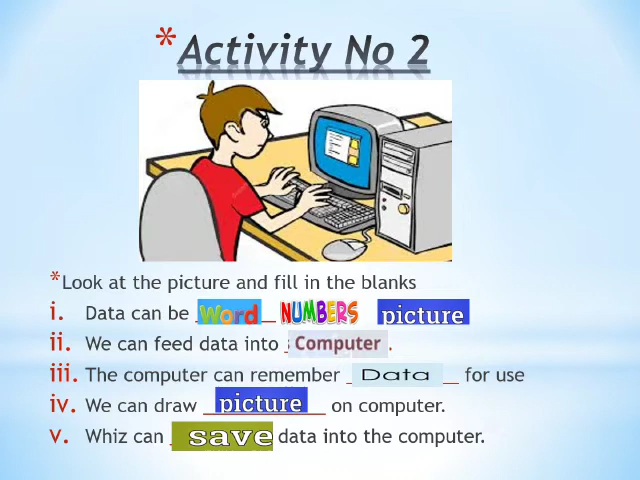 * Activity No 2
*Look at the picture and fill in the blanks
i. Data can be Word NUMBERS picture
ii. We can feed data into Computer .
iii. The computer can remember Data for use
iv. We can draw picture on computer.
v. Whiz can save data into the computer.